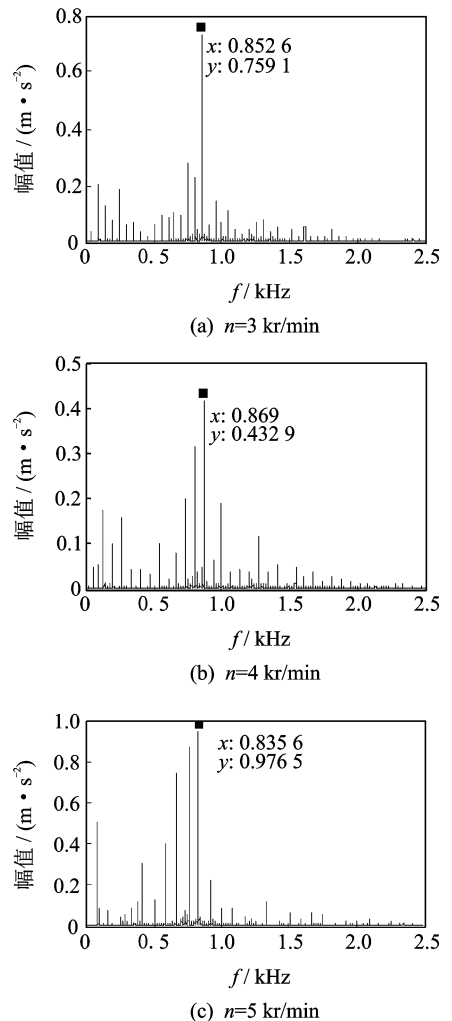 0.8
x: 0.852 6
y: 0.759 1
0.6
0.4
0.2
0
幅值 / (m·s⁻²)
0 0.5 1.0 1.5 2.0 2.5
f / kHz
(a) n=3 kr/min
0.5
0.4
x: 0.869
y: 0.432 9
0.3
0.2
0.1
0
幅值 / (m·s⁻²)
0 0.5 1.0 1.5 2.0 2.5
f / kHz
(b) n=4 kr/min
1.0
x: 0.835 6
y: 0.976 5
0.8
0.6
0.4
0.2
0
幅值 / (m·s⁻²)
0 0.5 1.0 1.5 2.0 2.5
f / kHz
(c) n=5 kr/min